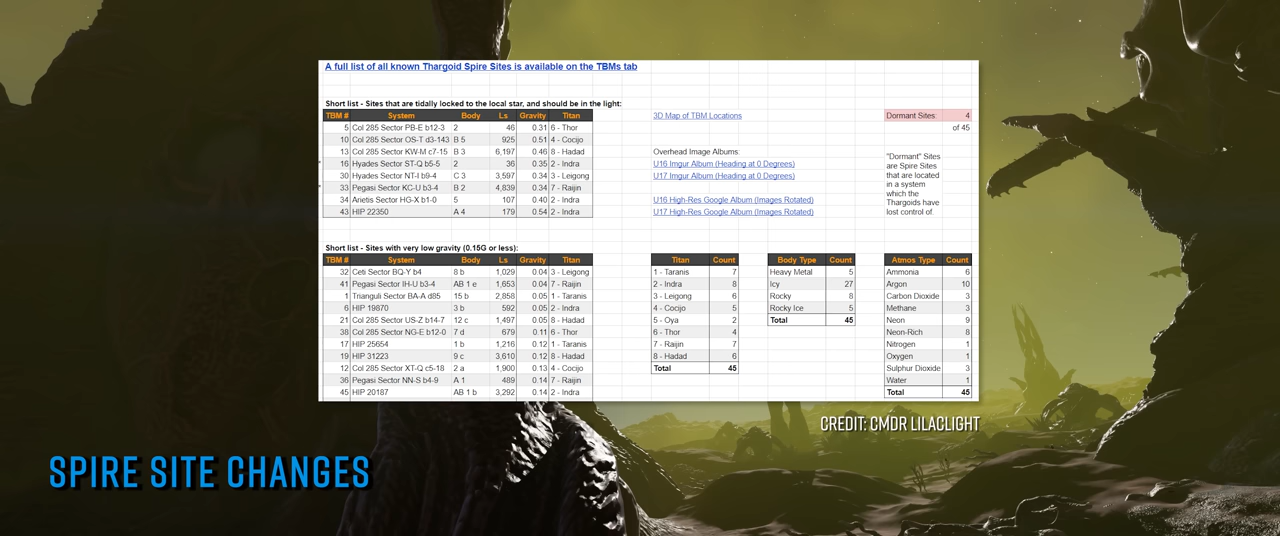 A full list of all known Thargoid Spire Sites is available on the TBMs tab
Short list - Sites that are tidally locked to the local star, and should be in the light:
TBM # System Body Ls Gravity Titan
5 Col 285 Sector PB-E b12-3 2 46 0.31 6 - Thor
10 Col 285 Sector OS-T d3-143 B 5 925 0.51 4 - Cocijo
13 Col 285 Sector KW-M c7-15 B 3 6,197 0.46 8 - Hadad
16 Hyades Sector ST-Q b5-5 2 36 0.35 2 - Indra
30 Hyades Sector NT-I b9-4 C 3 3,597 0.34 3 - Leigong
33 Pegasi Sector KC-U b3-4 B 2 4,839 0.34 7 - Raijin
34 Arietis Sector HG-X b1-0 5 107 0.40 2 - Indra
43 HIP 22350 A 4 179 0.54 2 - Indra
3D Map of TBM Locations
Overhead Image Albums:
U16 Imgur Album (Heading at 0 Degrees)
U17 Imgur Album (Heading at 0 Degrees)
U16 High-Res Google Album (Images Rotated)
U17 High-Res Google Album (Images Rotated)
Dormant Sites: 4
of 45
"Dormant" Sites
are Spire Sites
that are located
in a system
which the
Thargoids have
lost control of.
Short list - Sites with very low gravity (0.15G or less):
TBM # System Body Ls Gravity Titan
32 Ceti Sector BQ-Y b4 8 b 1,029 0.04 3 - Leigong
41 Pegasi Sector IH-U b3-4 AB 1 e 1,653 0.04 7 - Raijin
1 Trianguli Sector BA-A d85 15 b 2,858 0.05 1 - Taranis
6 HIP 19870 3 b 592 0.05 2 - Indra
21 Col 285 Sector US-Z b14-7 12 c 1,497 0.05 8 - Hadad
38 Col 285 Sector NG-E b12-0 7 d 679 0.11 6 - Thor
17 HIP 25654 1 b 1,216 0.12 1 - Taranis
19 HIP 31223 9 c 3,610 0.12 8 - Hadad
12 Col 285 Sector XT-Q c5-18 2 a 1,900 0.13 4 - Cocijo
36 Pegasi Sector NN-S b4-9 A 1 489 0.14 7 - Raijin
45 HIP 20187 AB 1 b 3,292 0.14 2 - Indra
Titan Count
1 - Taranis 7
2 - Indra 8
3 - Leigong 6
4 - Cocijo 5
5 - Oya 2
6 - Thor 4
7 - Raijin 7
8 - Hadad 6
Total 45
Body Type Count
Heavy Metal 5
Icy 27
Rocky 8
Rocky Ice 5
Total 45
Atmos Type Count
Ammonia 6
Argon 10
Carbon Dioxide 3
Methane 3
Neon 9
Neon-Rich 8
Nitrogen 1
Oxygen 1
Sulphur Dioxide 3
Water 1
Total 45
CREDIT: CMDR LILACLIGHT
SPIRE SITE CHANGES